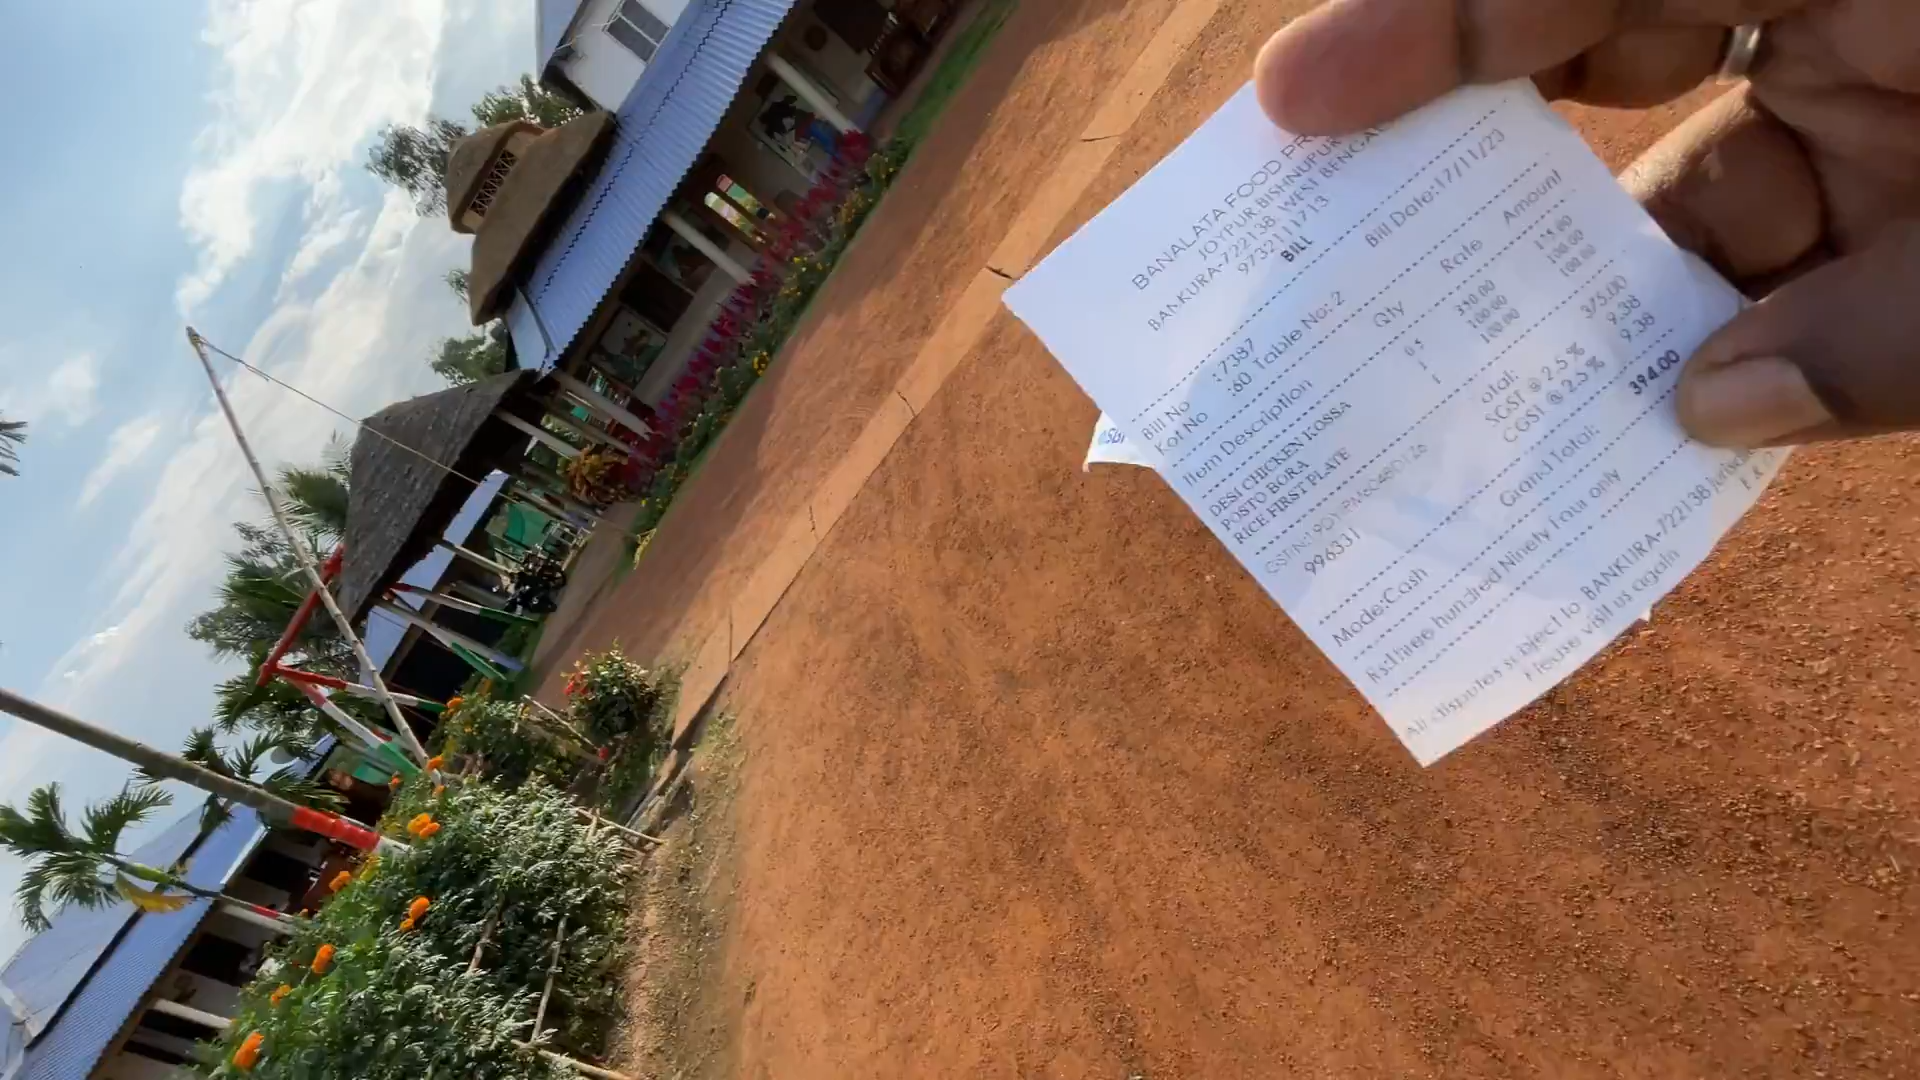 BANALATA FOOD PR
JOYPUR BISHNUPUR
BANKURA-722138, WEST BENGAL
9732111713
BILL
Bill Date:17/11/23
Bill No :7387
Kot No :60 Table No:2
Item Description Qty Rate Amount
DESI CHICKEN KOSSA 0.5 350.00 175.00
POSTO BORA 1 100.00 100.00
RICE FIRST PLATE 1 100.00 100.00
otal: 375.00
SGST @ 2.5 % 9.38
996331 CGST @ 2.5 % 9.38
Mode:Cash Grand Total: 394.00
Rs:Three hundred Ninety Four only
All disputes subject to BANKURA-722138
Please visit us again